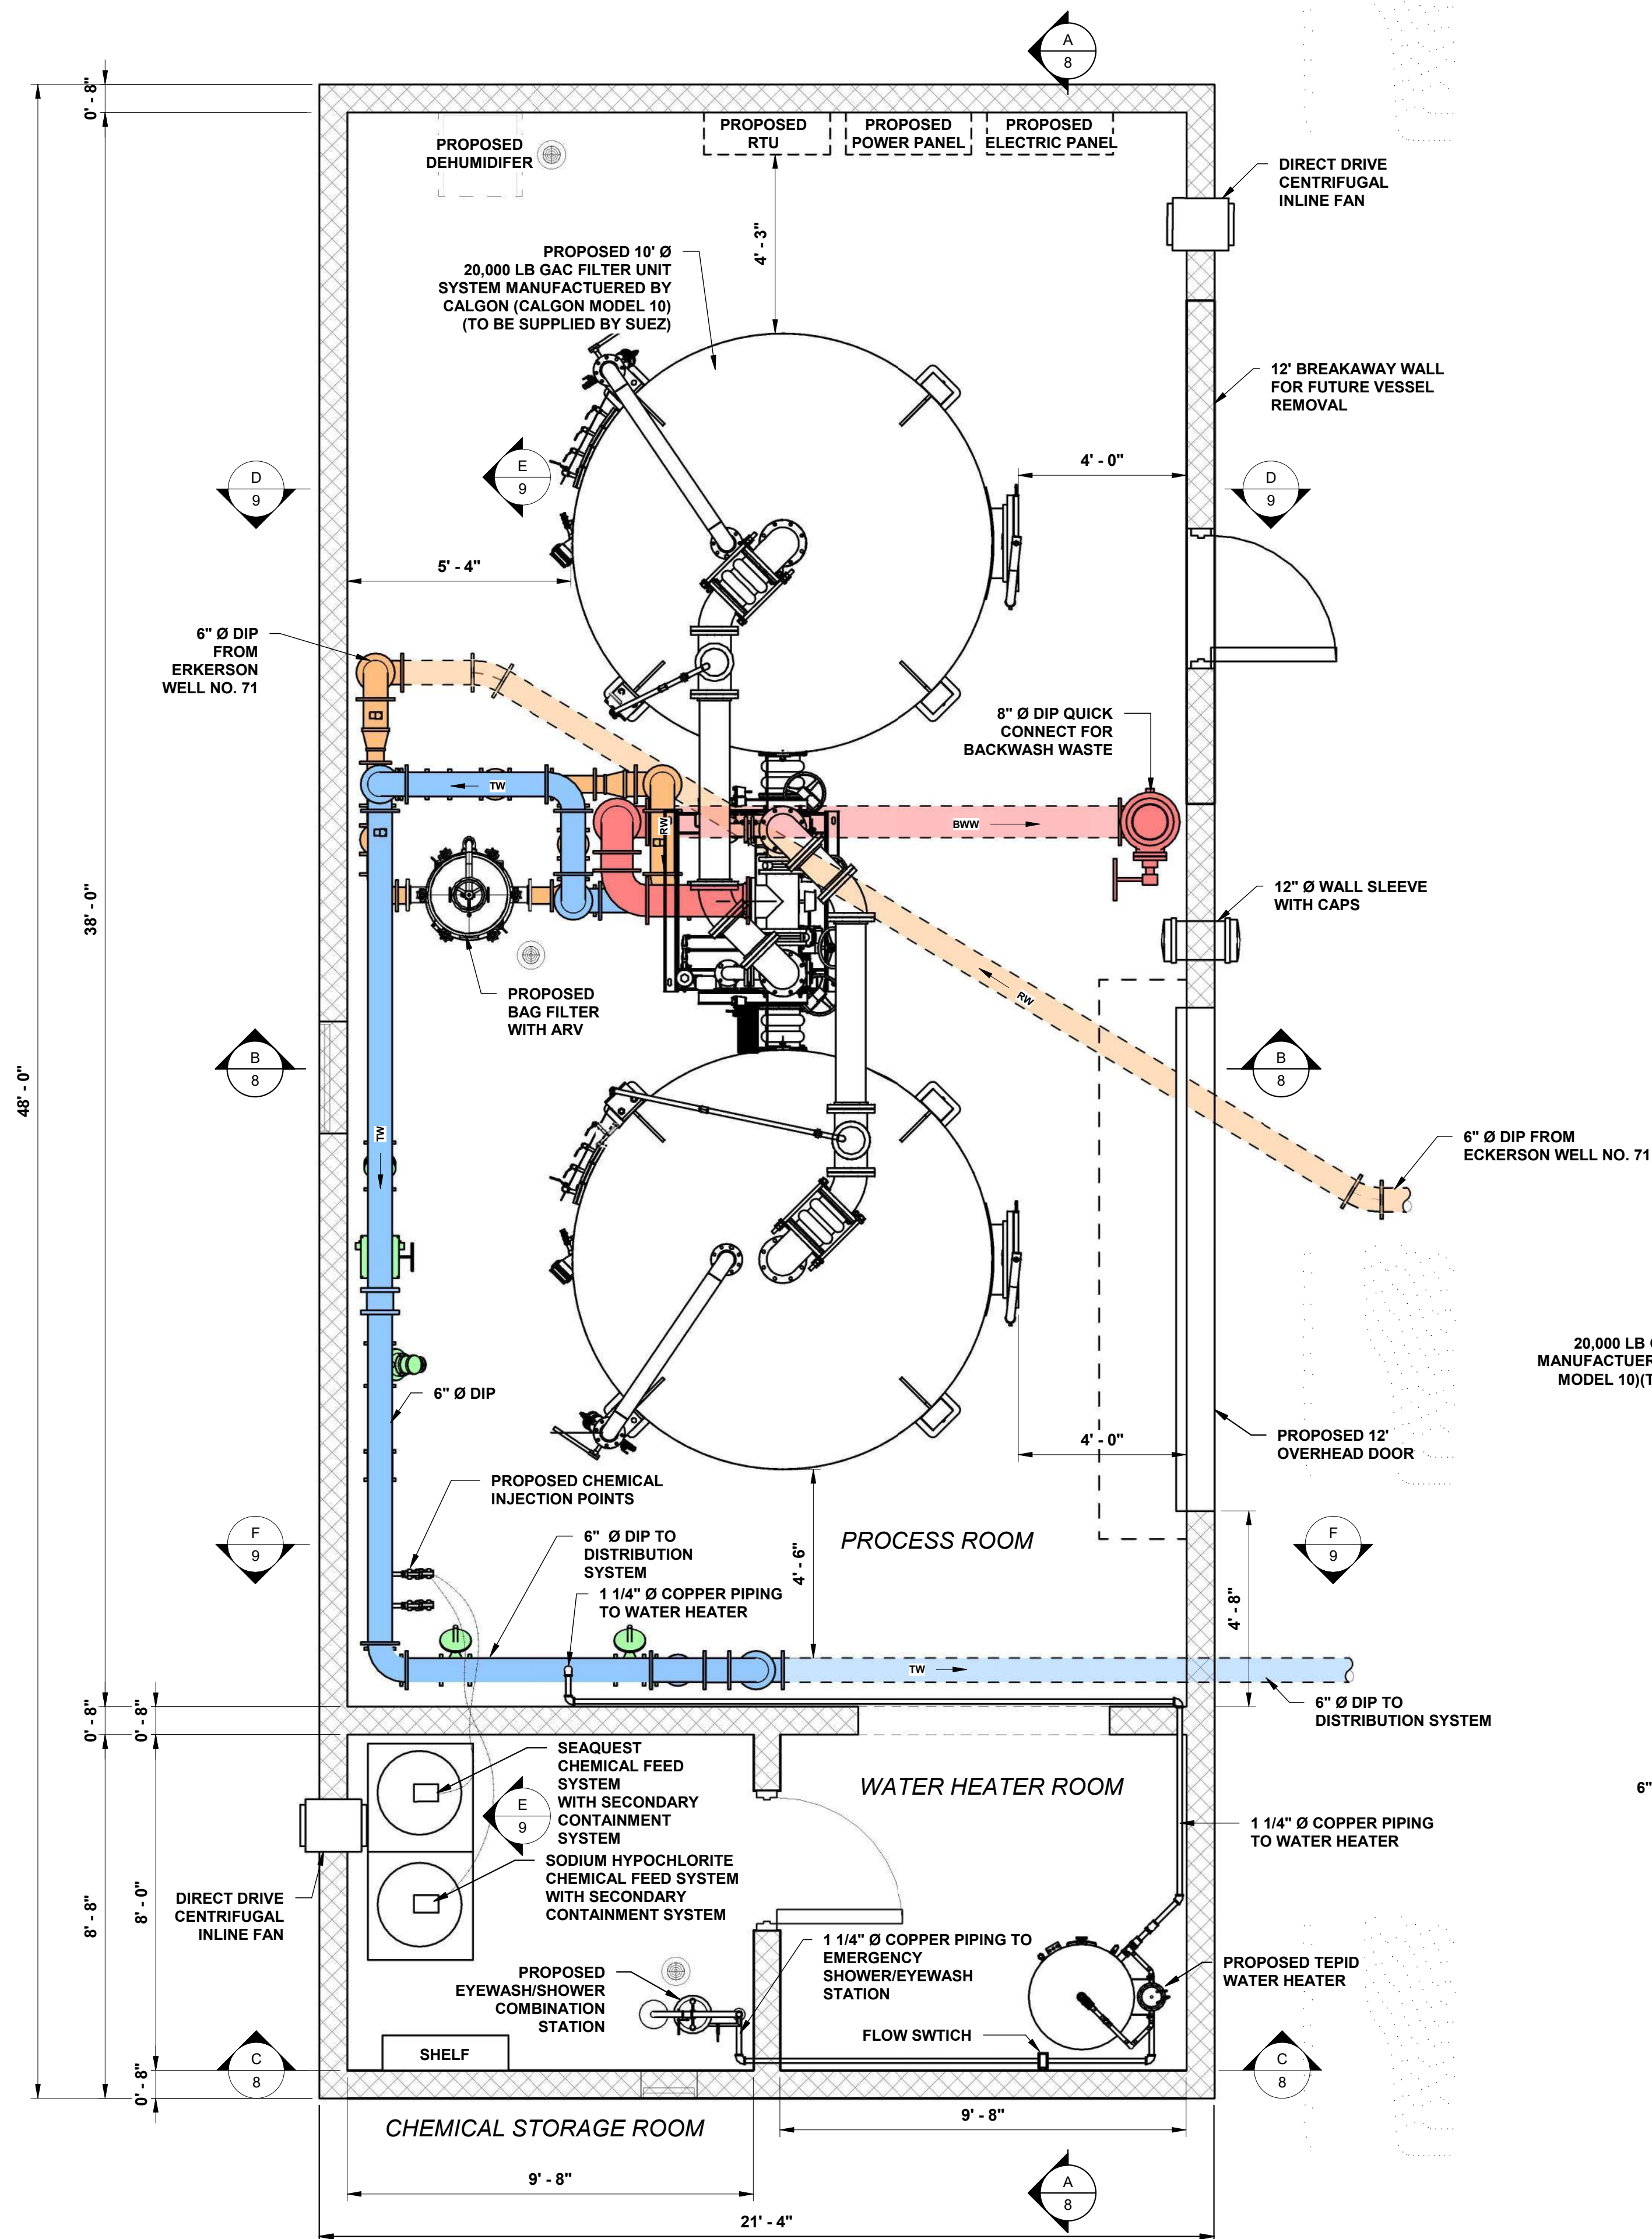 A
8
0' - 8"
PROPOSED
DEHUMIDIFER
PROPOSED
RTU
PROPOSED
POWER PANEL
PROPOSED
ELECTRIC PANEL
DIRECT DRIVE
CENTRIFUGAL
INLINE FAN
4' - 3"
PROPOSED 10' Ø
20,000 LB GAC FILTER UNIT
SYSTEM MANUFACTUERED BY
CALGON (CALGON MODEL 10)
(TO BE SUPPLIED BY SUEZ)
12' BREAKAWAY WALL
FOR FUTURE VESSEL
REMOVAL
D
9
E
9
4' - 0"
D
9
5' - 4"
6" Ø DIP
FROM
ERKERSON
WELL NO. 71
8" Ø DIP QUICK
CONNECT FOR
BACKWASH WASTE
TW
RW
BWW
38' - 0"
12" Ø WALL SLEEVE
WITH CAPS
PROPOSED
BAG FILTER
WITH ARV
RW
B
8
B
8
48' - 0"
TW
6" Ø DIP FROM
ECKERSON WELL NO. 71
20,000 LB
MANUFACTUER
MODEL 10)(T
6" Ø DIP
4' - 0"
PROPOSED 12'
OVERHEAD DOOR
PROPOSED CHEMICAL
INJECTION POINTS
F
9
6" Ø DIP TO
DISTRIBUTION
SYSTEM
PROCESS ROOM
4' - 6"
F
9
1 1/4" Ø COPPER PIPING
TO WATER HEATER
4' - 8"
TW
6" Ø DIP TO
DISTRIBUTION SYSTEM
0' - 8"
0' - 8"
SEAQUEST
CHEMICAL FEED
SYSTEM
WITH SECONDARY
CONTAINMENT
SYSTEM
E
9
WATER HEATER ROOM
6"
1 1/4" Ø COPPER PIPING
TO WATER HEATER
SODIUM HYPOCHLORITE
CHEMICAL FEED SYSTEM
WITH SECONDARY
CONTAINMENT SYSTEM
DIRECT DRIVE
CENTRIFUGAL
INLINE FAN
8' - 8"
8' - 0"
1 1/4" Ø COPPER PIPING TO
EMERGENCY
SHOWER/EYEWASH
STATION
PROPOSED
EYEWASH/SHOWER
COMBINATION
STATION
PROPOSED TEPID
WATER HEATER
FLOW SWTICH
SHELF
C
8
C
8
0' - 8"
CHEMICAL STORAGE ROOM
9' - 8"
9' - 8"
A
8
21' - 4"